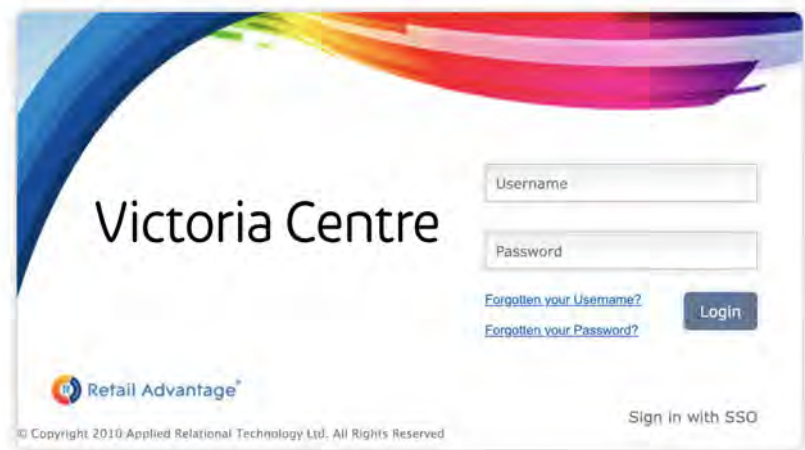 Username
Victoria Centre
Password
Forgotten your Username?
Login
Forgotten your Password?
Retail Advantage®
Sign in with SSO
© Copyright 2010 Applied Relational Technology Ltd. All Rights Reserved